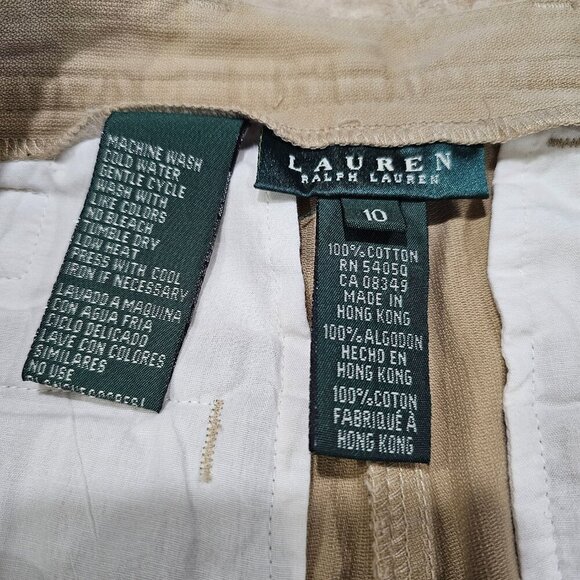 MACHINE WASH
COLD WATER
GENTLE CYCLE
WASH WITH
LIKE COLORS
NO BLEACH
TUMBLE DRY
LOW HEAT
PRESS WITH COOL
IRON IF NECESSARY
LAVADO A MAQUINA
CON AGUA FRIA
CICLO DELICADO
LAVE CON COLORES
SIMILARES
NO USE
LAUREN
RALPH LAUREN
10
100% COTTON
RN 54050
CA 08349
MADE IN
HONG KONG
100% ALGODON
HECHO EN
HONG KONG
100% COTON
FABRIQUÉ À
HONG KONG